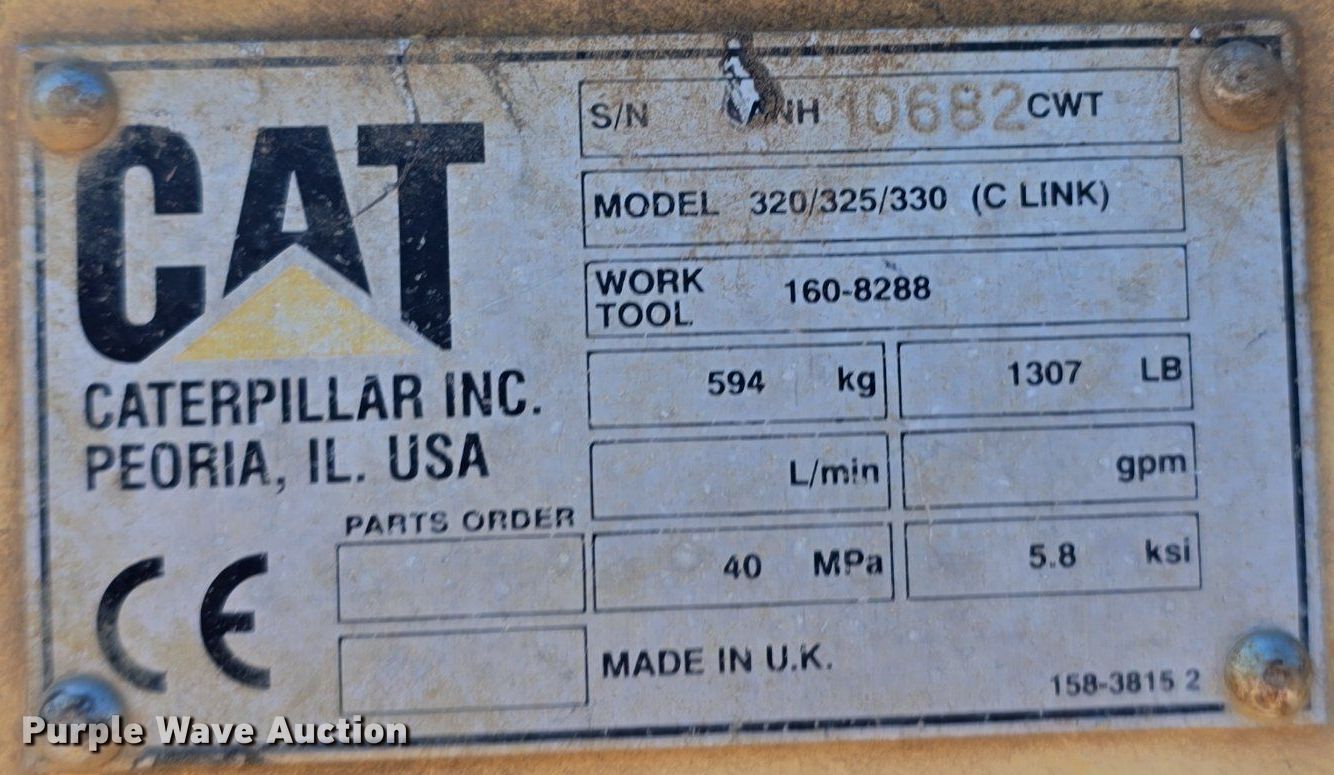 CAT
CATERPILLAR INC.
PEORIA, IL. USA
PARTS ORDER
CE
S/N 10682 CWT
MODEL 320/325/330 (C LINK)
WORK TOOL 160-8288
594 kg 1307 LB
L/min gpm
40 MPa 5.8 ksi
MADE IN U.K.
158-3815 2
Purple Wave Auction